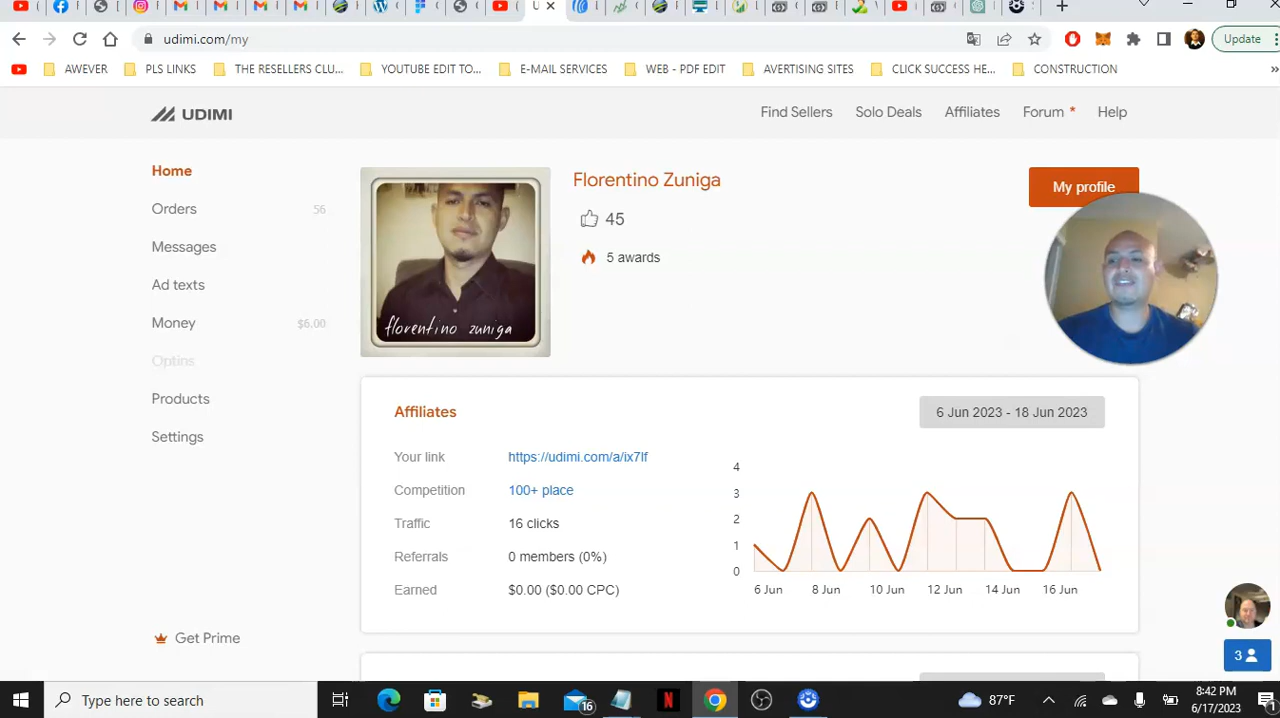 udimi.com/my
Update
AWEVER
PLS LINKS
THE RESELLERS CLU...
YOUTUBE EDIT TO...
E-MAIL SERVICES
WEB - PDF EDIT
AVERTISING SITES
CLICK SUCCESS HE...
CONSTRUCTION
UDIMI
Find Sellers
Solo Deals
Affiliates
Forum *
Help
Home
Orders 56
Messages
Ad texts
Money $6.00
Optins
Products
Settings
Get Prime
florentino zuniga
Florentino Zuniga
45
5 awards
My profile
Affiliates
6 Jun 2023 - 18 Jun 2023
Your link https://udimi.com/a/ix7lf
Competition 100+ place
Traffic 16 clicks
Referrals 0 members (0%)
Earned $0.00 ($0.00 CPC)
4
3
2
1
0
6 Jun 8 Jun 10 Jun 12 Jun 14 Jun 16 Jun
3
Type here to search
16
87°F
8:42 PM
6/17/2023
1